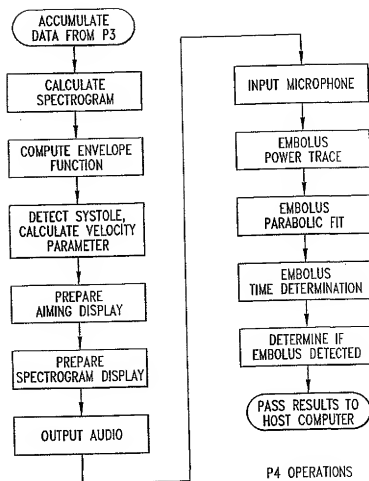 ACCUMULATE
DATA FROM P3
CALCULATE
SPECTROGRAM
COMPUTE ENVELOPE
FUNCTION
DETECT SYSTOLE,
CALCULATE VELOCITY
PARAMETER
PREPARE
AIMING DISPLAY
PREPARE
SPECTROGRAM DISPLAY
OUTPUT AUDIO
INPUT MICROPHONE
EMBOLUS
POWER TRACE
EMBOLUS
PARABOLIC FIT
EMBOLUS
TIME DETERMINATION
DETERMINE IF
EMBOLUS DETECTED
PASS RESULTS TO
HOST COMPUTER
P4 OPERATIONS